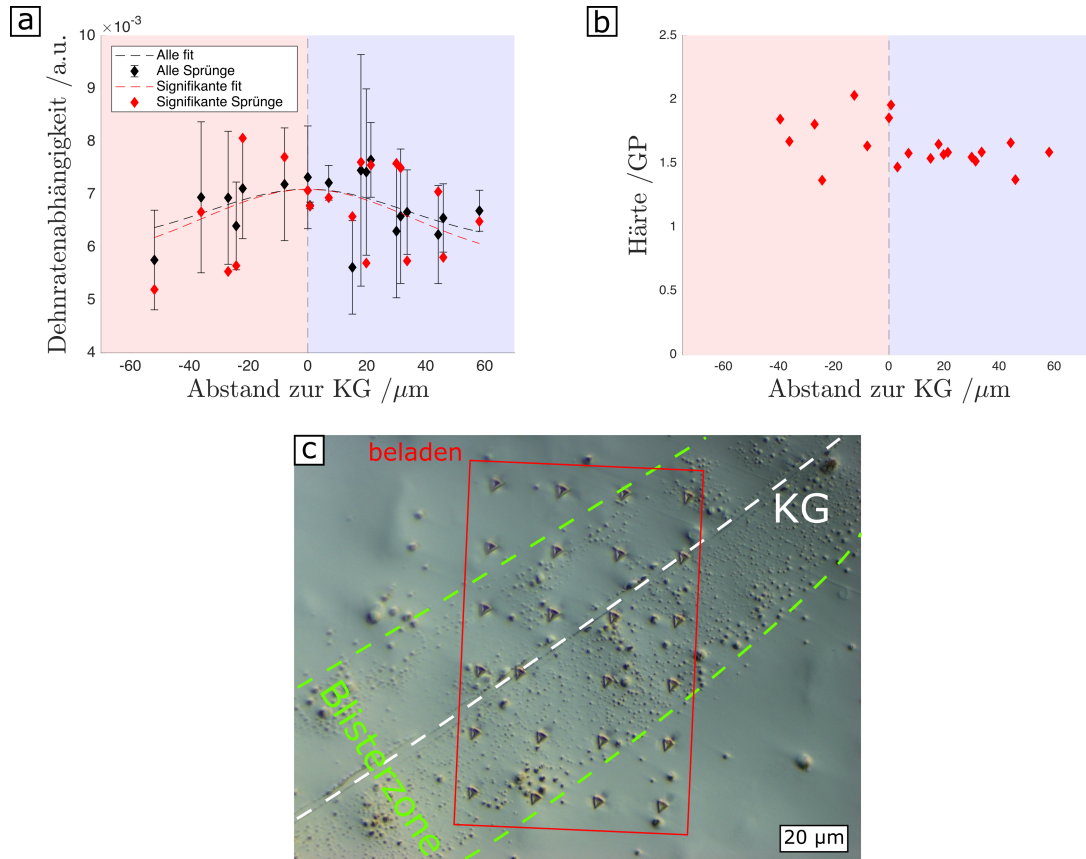 a
×10⁻³
10
9
8
7
6
5
4
Dehnratenabhängigkeit /a.u.
Alle fit
Alle Sprünge
Signifikante fit
Signifikante Sprünge
-60 -40 -20 0 20 40 60
Abstand zur KG /μm
b
2.5
2
1.5
1
0.5
0
Härte /GP
-60 -40 -20 0 20 40 60
Abstand zur KG /μm
c
beladen
KG
Blisterzone
20 µm